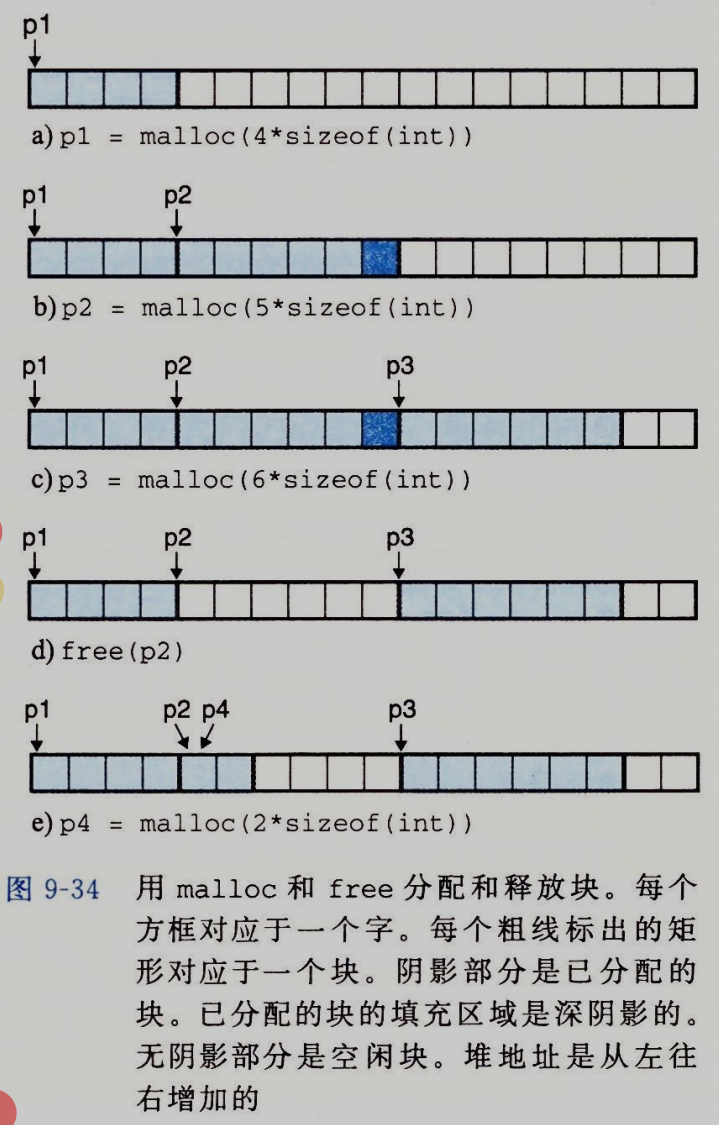 p1
a) p1 = malloc(4*sizeof(int))
p1 p2
b) p2 = malloc(5*sizeof(int))
p1 p2 p3
c) p3 = malloc(6*sizeof(int))
p1 p2 p3
d) free(p2)
p1 p2 p4 p3
e) p4 = malloc(2*sizeof(int))
图 9-34 用 malloc 和 free 分配和释放块。每个
方框对应于一个字。每个粗线标出的矩
形对应于一个块。阴影部分是已分配的
块。已分配的块的填充区域是深阴影的。
无阴影部分是空闲块。堆地址是从左往
右增加的